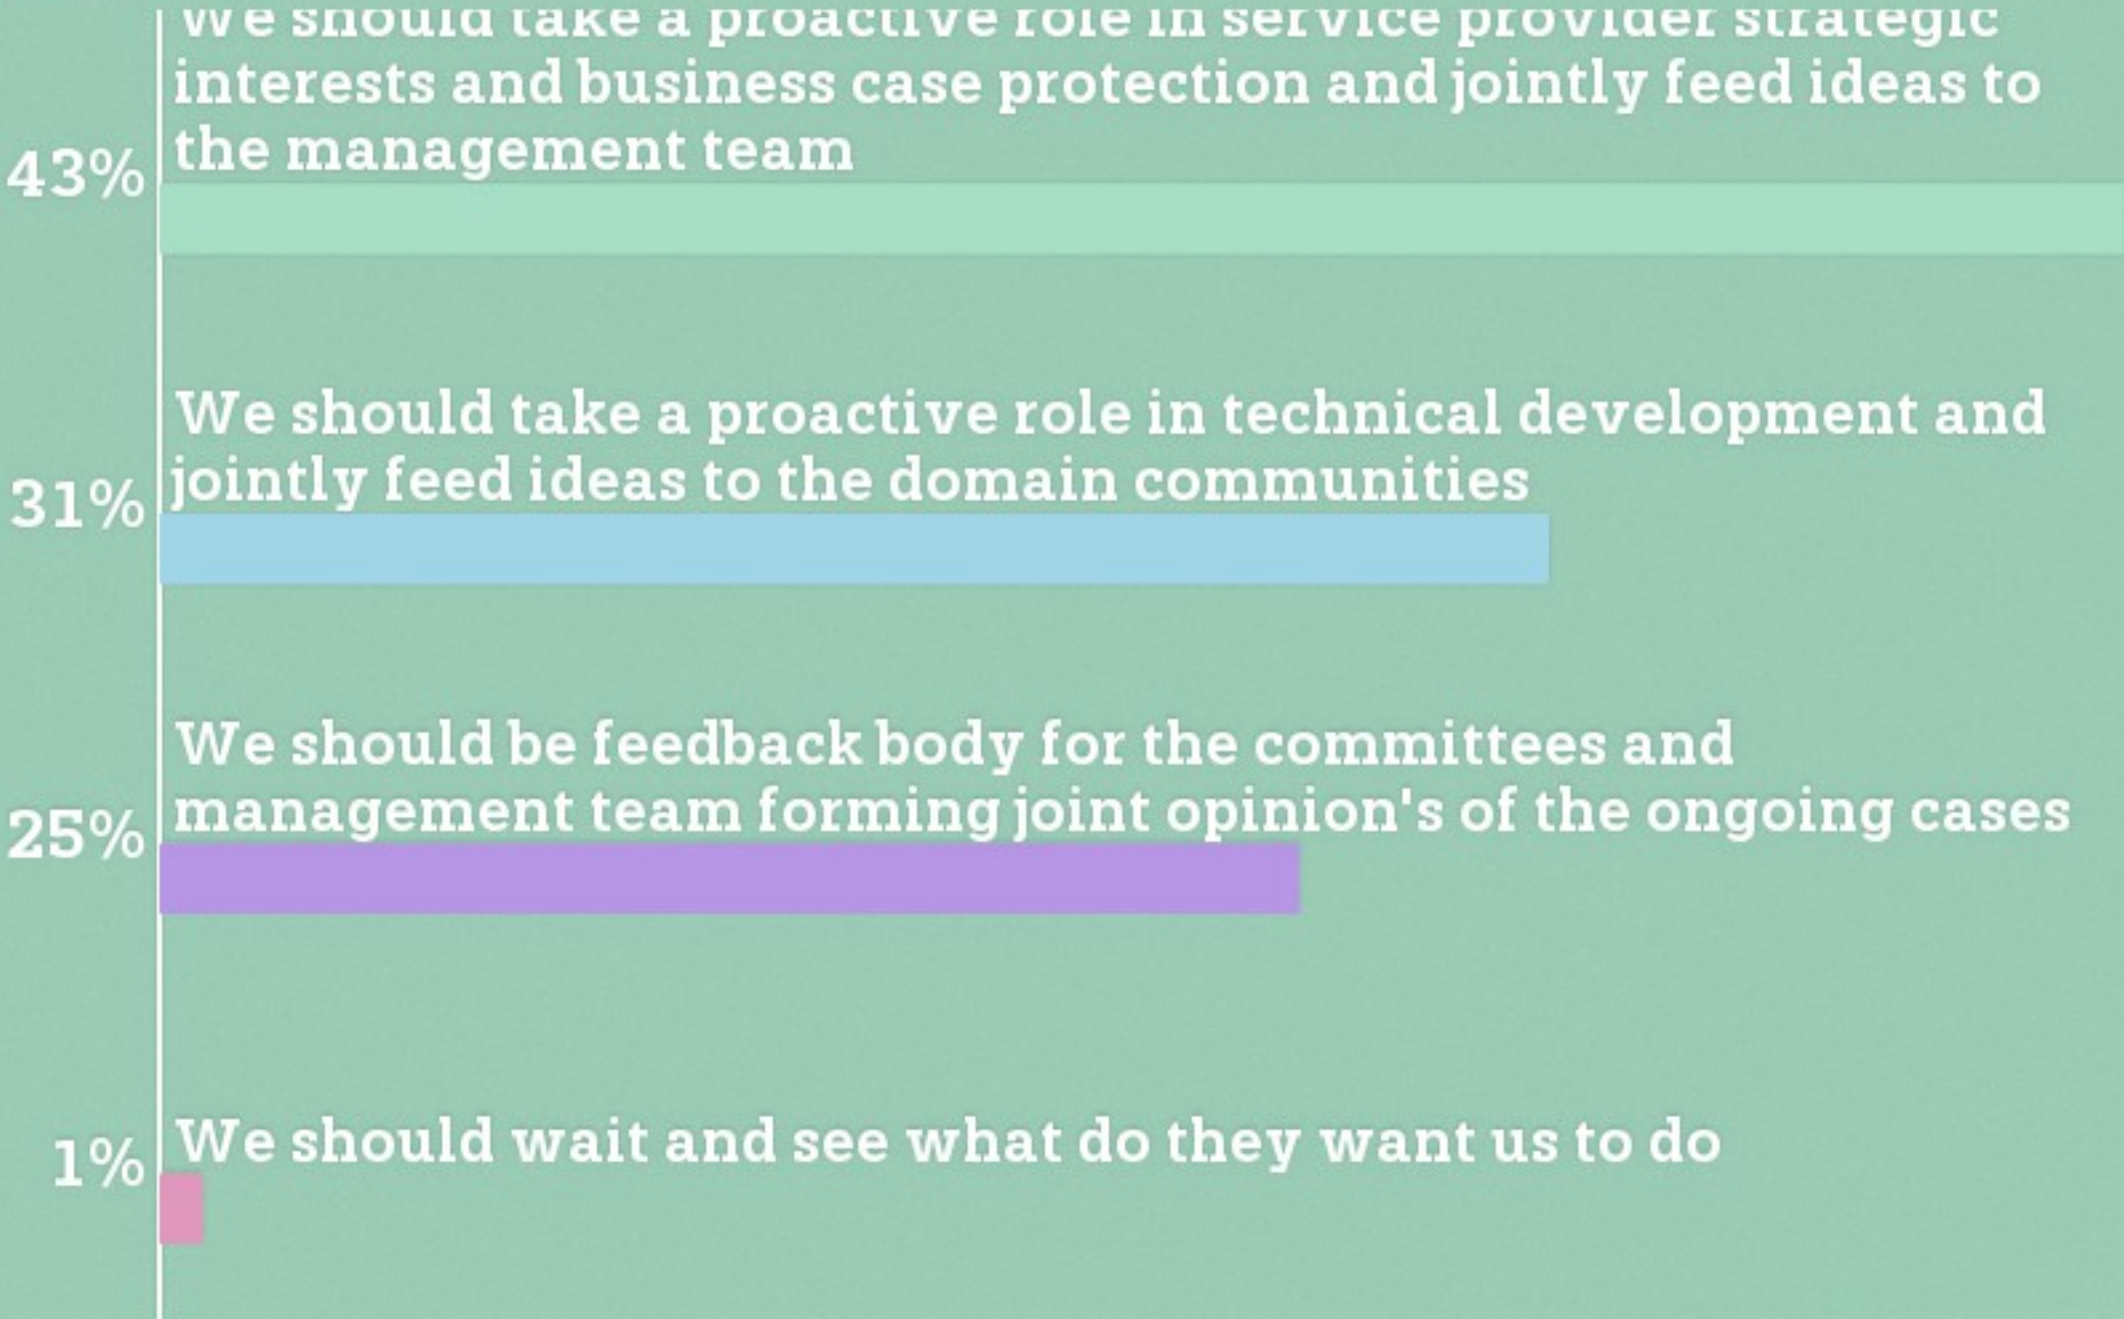 We should take a proactive role in service provider strategic
interests and business case protection and jointly feed ideas to
the management team
43%
We should take a proactive role in technical development and
jointly feed ideas to the domain communities
31%
We should be feedback body for the committees and
management team forming joint opinion's of the ongoing cases
25%
We should wait and see what do they want us to do
1%